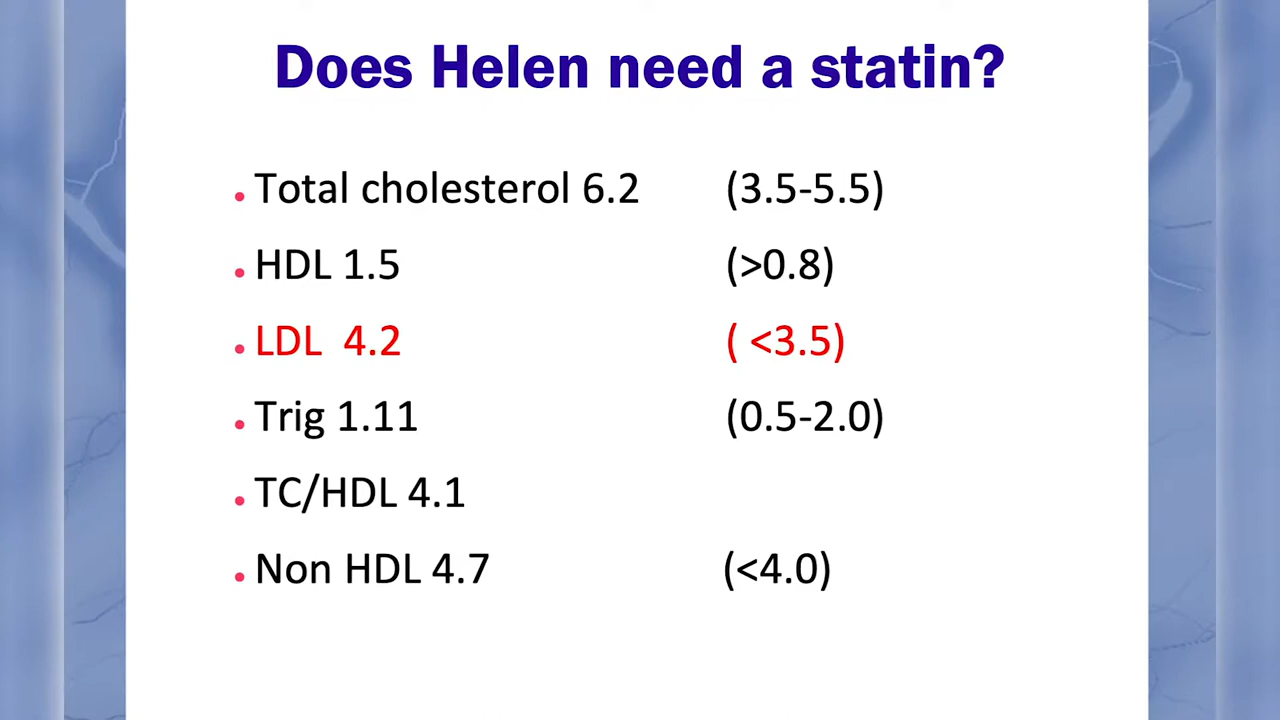 Does Helen need a statin?
• Total cholesterol 6.2 (3.5-5.5)
• HDL 1.5 (>0.8)
• LDL 4.2 ( <3.5)
• Trig 1.11 (0.5-2.0)
• TC/HDL 4.1
• Non HDL 4.7 (<4.0)